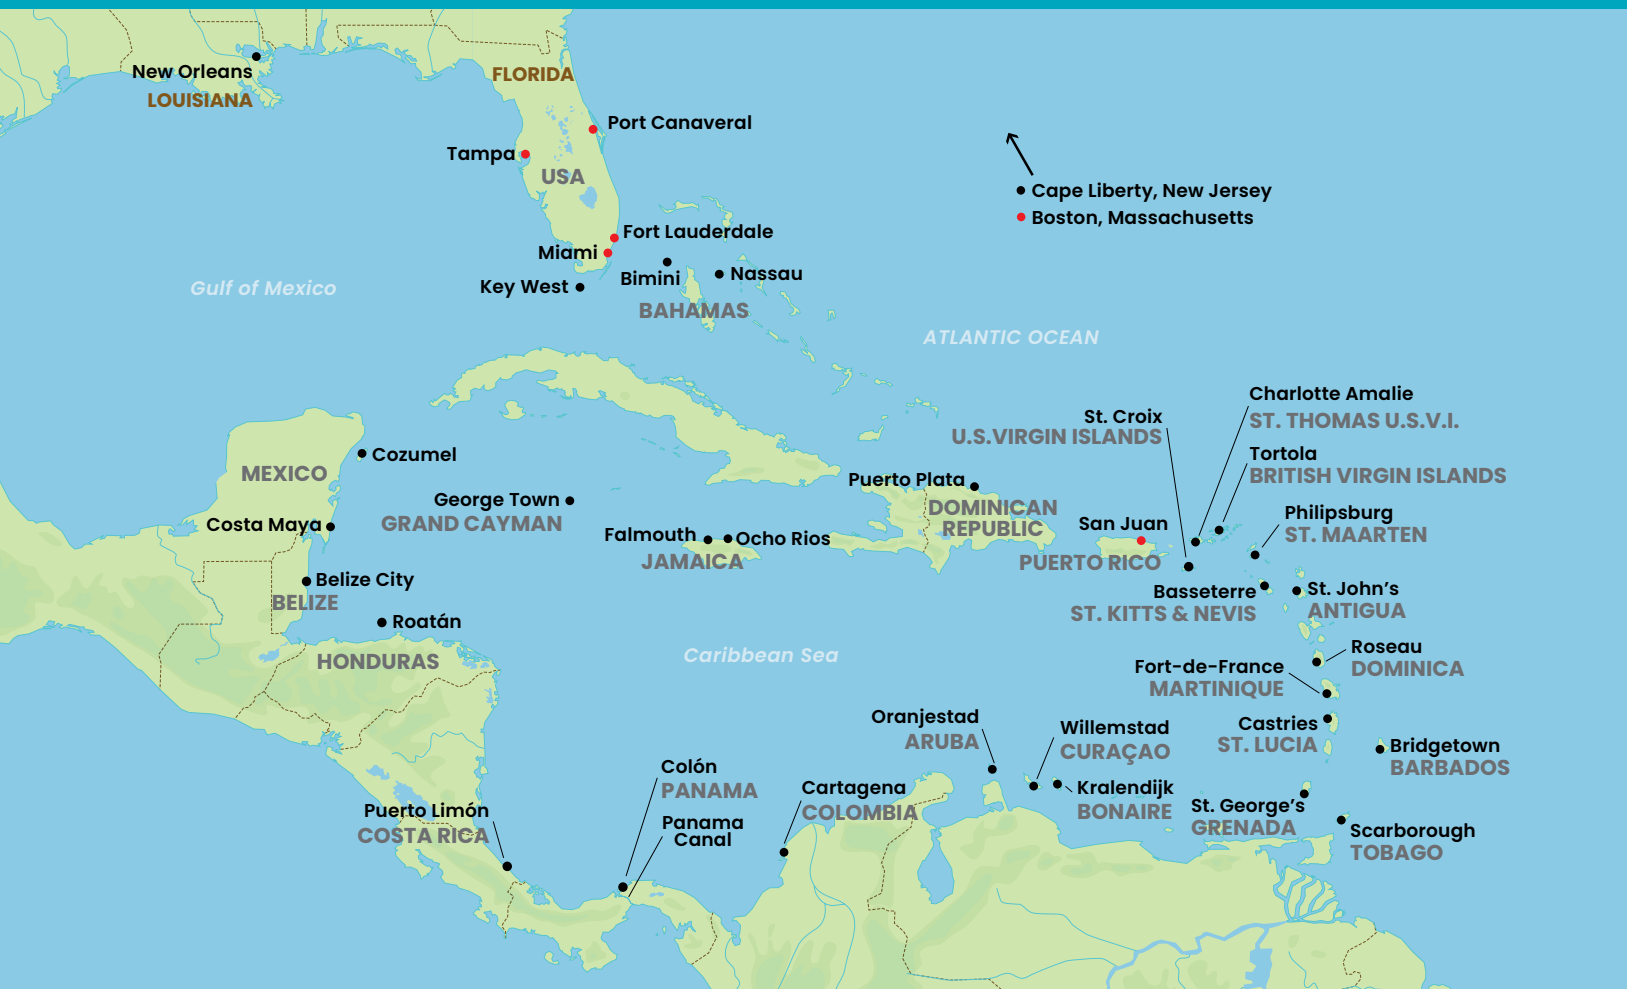 New Orleans
LOUISIANA
FLORIDA
Port Canaveral
Tampa
USA
Cape Liberty, New Jersey
Boston, Massachusetts
Fort Lauderdale
Miami
Bimini
Nassau
Key West
Gulf of Mexico
BAHAMAS
ATLANTIC OCEAN
Charlotte Amalie
ST. THOMAS U.S.V.I.
St. Croix
U.S.VIRGIN ISLANDS
Tortola
BRITISH VIRGIN ISLANDS
Cozumel
MEXICO
Puerto Plata
DOMINICAN
REPUBLIC
George Town
GRAND CAYMAN
Costa Maya
Falmouth
Ocho Rios
JAMAICA
San Juan
PUERTO RICO
Philipsburg
ST. MAARTEN
Belize City
BELIZE
Basseterre
ST. KITTS & NEVIS
St. John's
ANTIGUA
Roatán
HONDURAS
Caribbean Sea
Roseau
DOMINICA
Fort-de-France
MARTINIQUE
Oranjestad
ARUBA
Willemstad
CURAÇAO
Castries
ST. LUCIA
Bridgetown
BARBADOS
Colón
PANAMA
Cartagena
COLOMBIA
Kralendijk
BONAIRE
St. George's
GRENADA
Puerto Limón
COSTA RICA
Panama
Canal
Scarborough
TOBAGO